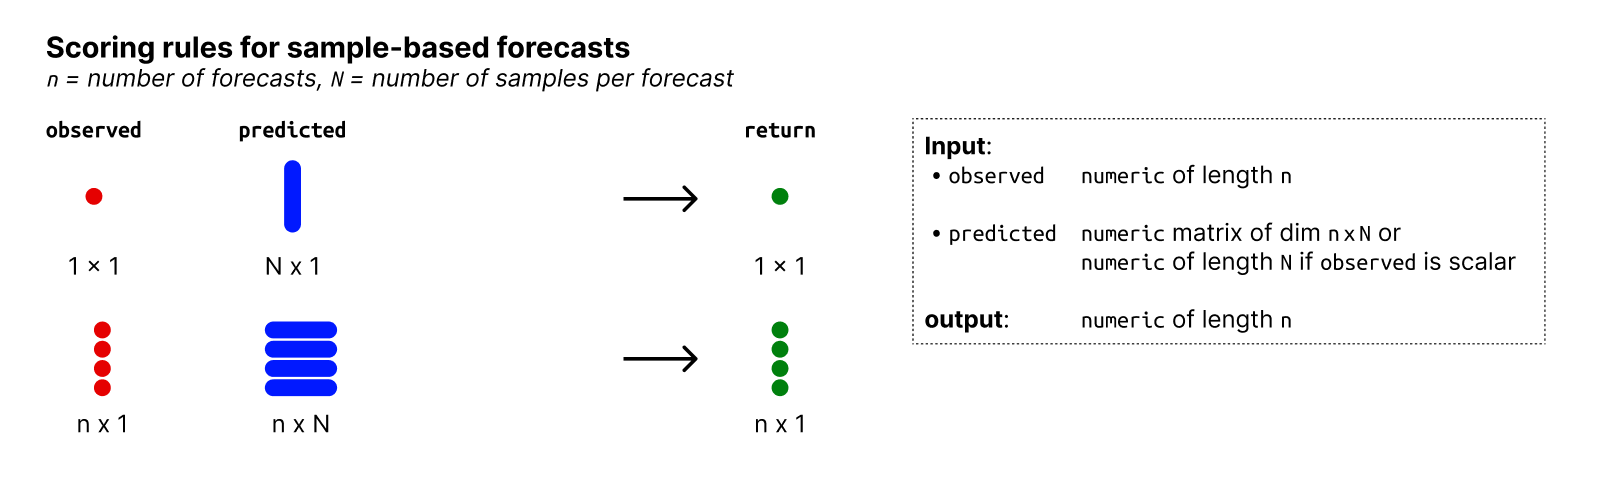 Scoring rules for sample-based forecasts
n = number of forecasts, N = number of samples per forecast
observed predicted return
1 × 1 N x 1 1 × 1
n x 1 n x N n x 1
Input:
• observed numeric of length n
• predicted numeric matrix of dim n x N or
numeric of length N if observed is scalar
output: numeric of length n